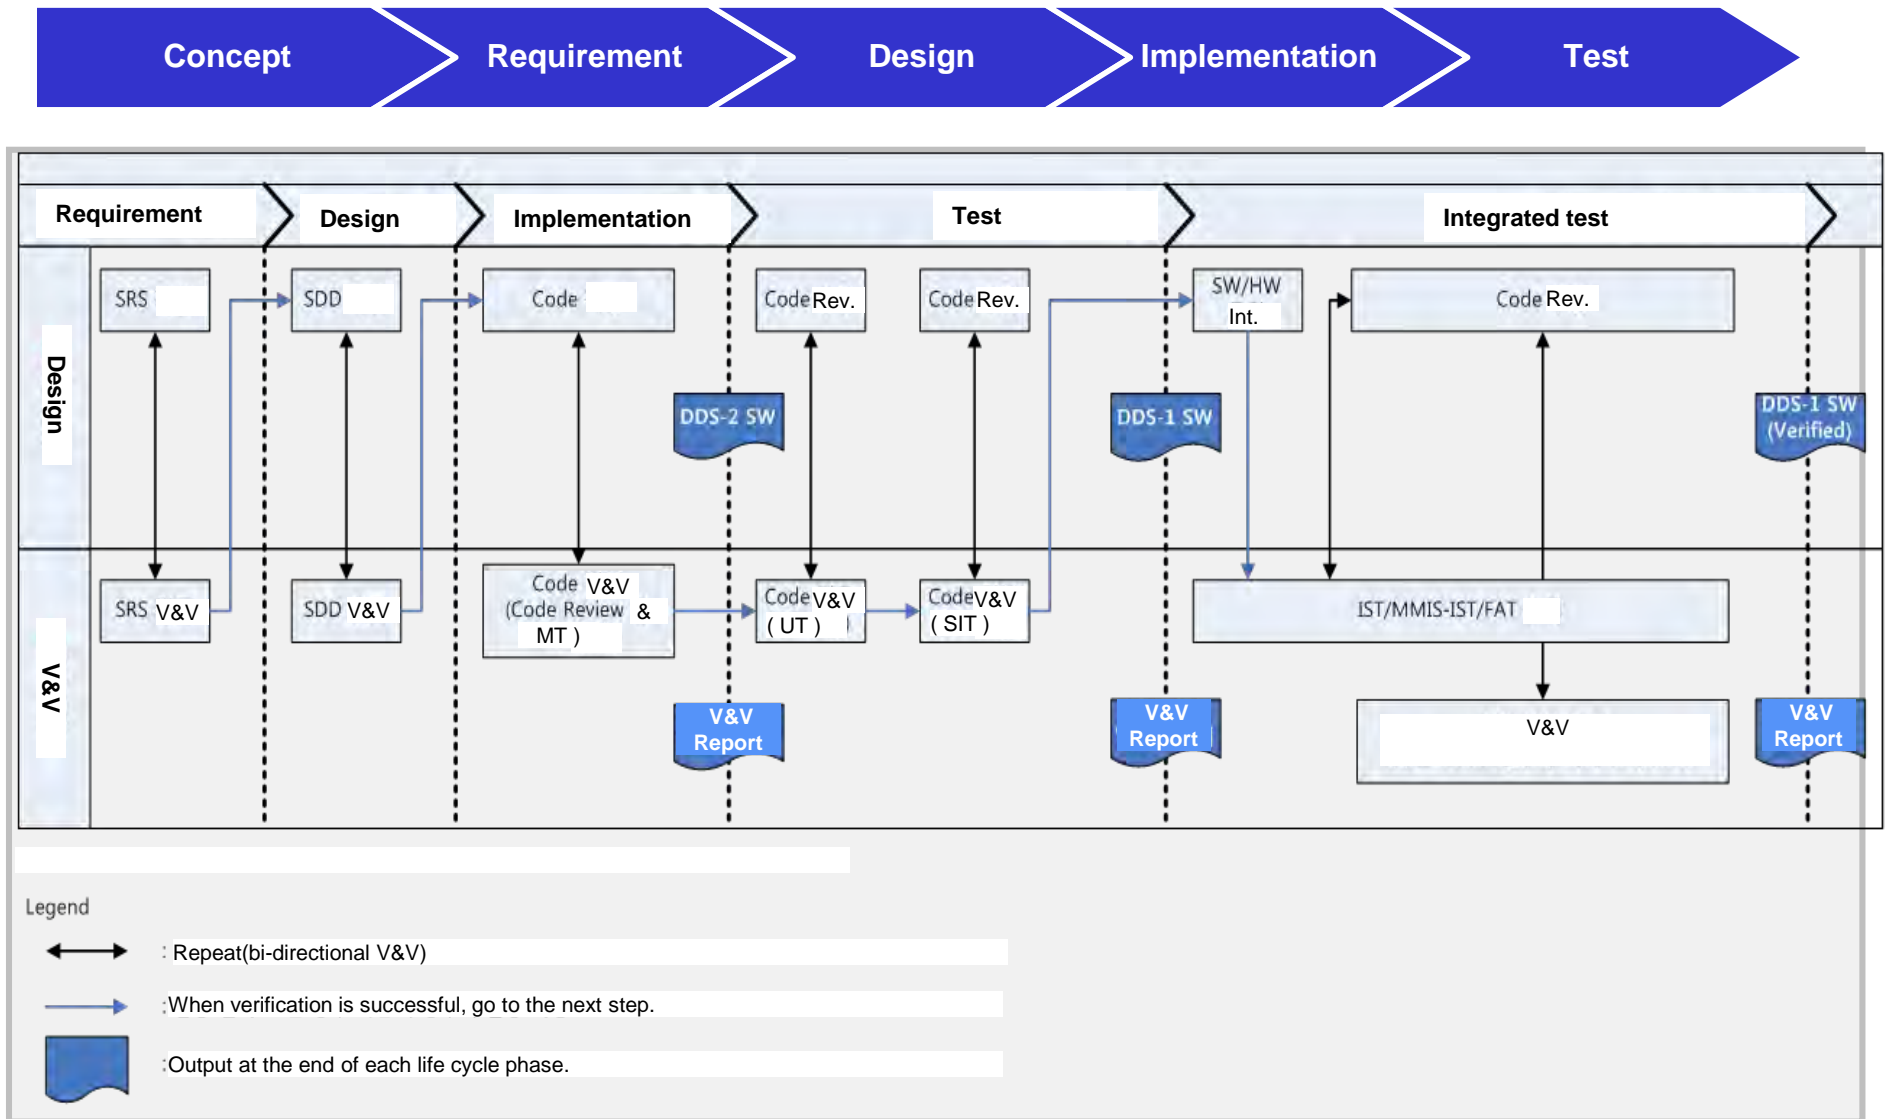 Concept
Requirement
Design
Implementation
Test
Requirement
Design
Implementation
Test
Integrated test
Design
SRS
SDD
Code
Code Rev.
Code Rev.
SW/HW
Int.
Code Rev.
DDS-2 SW
DDS-1 SW
DDS-1 SW
(Verified)
V&V
SRS V&V
SDD V&V
Code V&V
(Code Review &
MT )
Code V&V
( UT )
Code V&V
( SIT )
IST/MMIS-IST/FAT
V&V
Report
V&V
Report
V&V
V&V
Report
Legend
: Repeat(bi-directional V&V)
:When verification is successful, go to the next step.
:Output at the end of each life cycle phase.